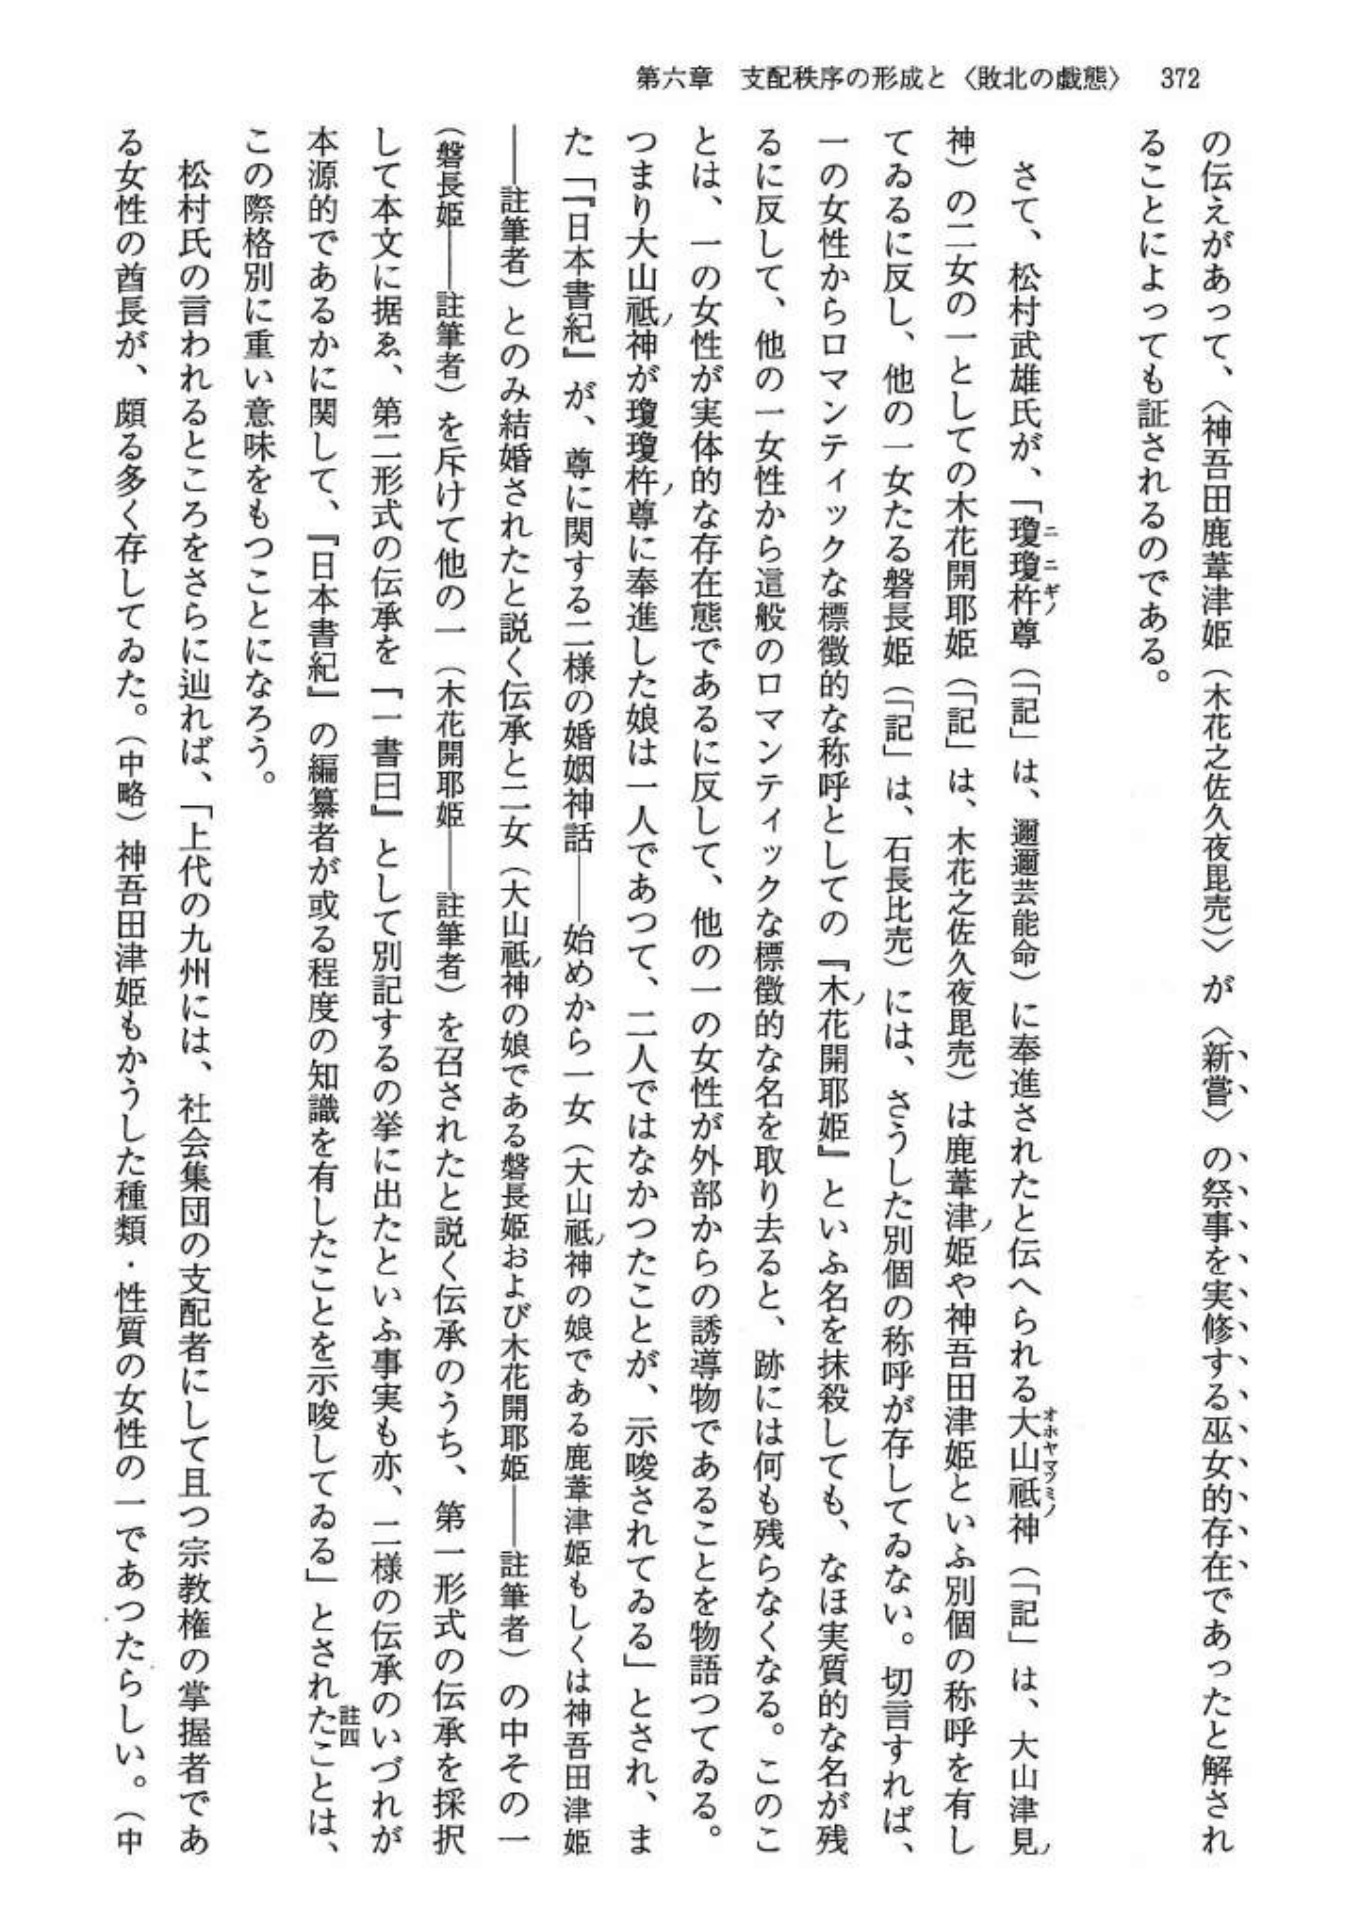 第六章　支配秩序の形成と〈敗北の戯態〉　372
の伝えがあって、〈神吾田鹿葦津姫（木花之佐久夜毘売）〉が〈新嘗〉の祭事を実修する巫女的存在であったと解され
ることによっても証されるのである。
さて、松村武雄氏が、「瓊瓊杵尊（「記」は、邇邇芸能命）に奉進されたと伝へられる大山祗神（「記」は、大山津見ノ
神）の二女の一としての木花開耶姫（「記」は、木花之佐久夜毘売）は鹿葦津ノ姫や神吾田津姫といふ別個の称呼を有し
てゐるに反し、他の一女たる磐長姫（「記」は、石長比売）には、さうした別個の称呼が存してゐない。切言すれば、
一の女性からロマンティックな標徴的な称呼としての『木ノ花開耶姫』といふ名を抹殺しても、なほ実質的な名が残
るに反して、他の一女性から這般のロマンティックな標徴的な名を取り去ると、跡には何も残らなくなる。このこ
とは、一の女性が実体的な存在態であるに反して、他の一の女性が外部からの誘導物であることを物語つてゐる。
つまり大山祗ノ神が瓊瓊杵ノ尊に奉進した娘は一人であつて、二人ではなかつたことが、示唆されてゐる」とされ、ま
た「『日本書紀』が、尊に関する二様の婚姻神話――始めから一女（大山祗ノ神の娘である鹿葦津姫もしくは神吾田津姫
――註筆者）とのみ結婚されたと説く伝承と二女（大山祗ノ神の娘である磐長姫および木花開耶姫――註筆者）の中その一
（磐長姫――註筆者）を斥けて他の一（木花開耶姫――註筆者）を召されたと説く伝承のうち、第一形式の伝承を採択
して本文に据ゑ、第二形式の伝承を『一書曰』として別記するの挙に出たといふ事実も亦、二様の伝承のいづれが
本源的であるかに関して、『日本書紀』の編纂者が或る程度の知識を有したことを示唆してゐる」とされたことは、註四
この際格別に重い意味をもつことになろう。
松村氏の言われるところをさらに辿れば、「上代の九州には、社会集団の支配者にして且つ宗教権の掌握者であ
る女性の酋長が、頗る多く存してゐた。（中略）神吾田津姫もかうした種類・性質の女性の一であつたらしい。（中